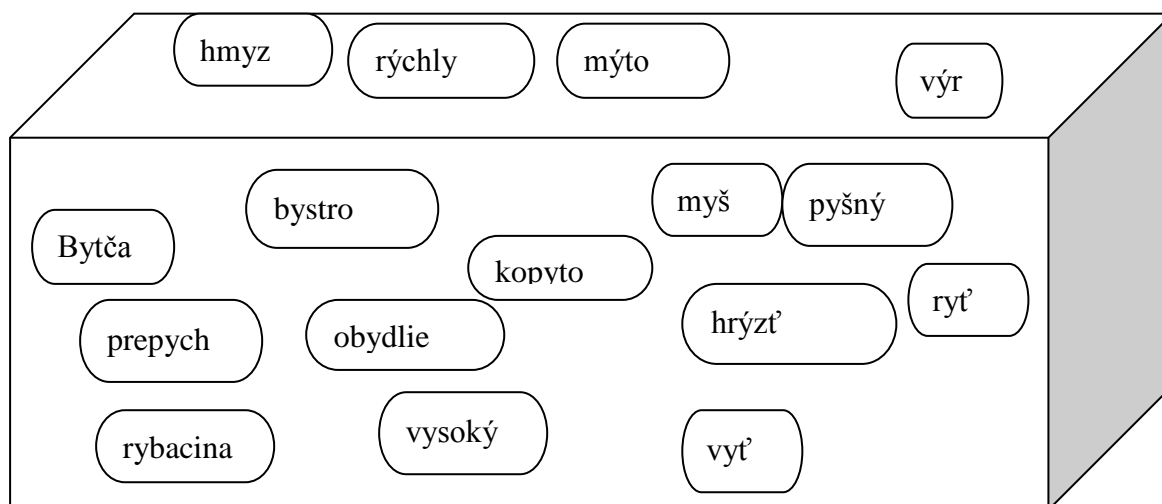 hmyz
rýchly
mýto
výr
bystro
myš
pyšný
Bytča
kopyto
ryť
prepych
obydlie
hrýzť
rybacina
vysoký
vyť